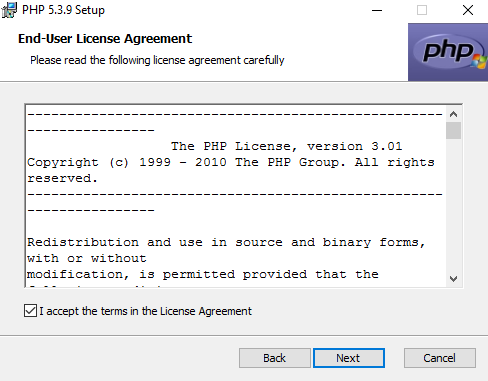 PHP 5.3.9 Setup
End-User License Agreement
Please read the following license agreement carefully
php
--------------------------------------------------
----------------
The PHP License, version 3.01
Copyright (c) 1999 - 2010 The PHP Group. All rights
reserved.
--------------------------------------------------
----------------
Redistribution and use in source and binary forms,
with or without
modification, is permitted provided that the
I accept the terms in the License Agreement
Back
Next
Cancel